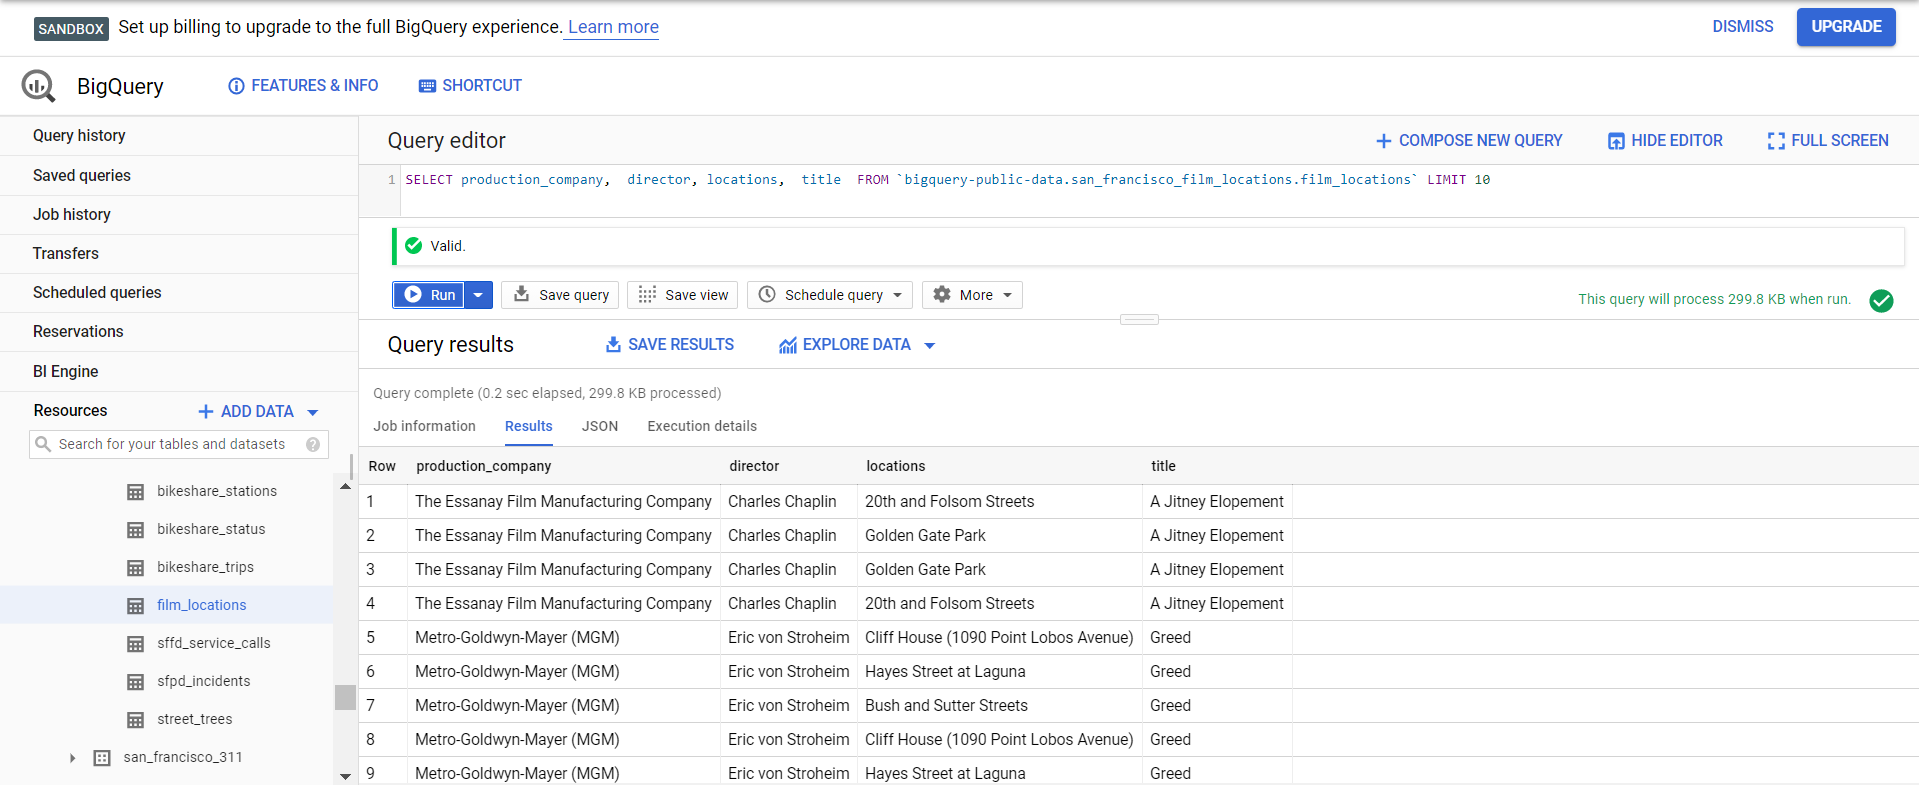 SANDBOX Set up billing to upgrade to the full BigQuery experience. Learn more DISMISS UPGRADE
BigQuery FEATURES & INFO SHORTCUT
Query history
Saved queries
Job history
Transfers
Scheduled queries
Reservations
BI Engine
Resources ADD DATA
Search for your tables and datasets
bikeshare_stations
bikeshare_status
bikeshare_trips
film_locations
sffd_service_calls
sfpd_incidents
street_trees
san_francisco_311
Query editor COMPOSE NEW QUERY HIDE EDITOR FULL SCREEN
1 SELECT production_company, director, locations, title FROM `bigquery-public-data.san_francisco_film_locations.film_locations` LIMIT 10
Valid.
Run Save query Save view Schedule query More This query will process 299.8 KB when run.
Query results SAVE RESULTS EXPLORE DATA
Query complete (0.2 sec elapsed, 299.8 KB processed)
Job information Results JSON Execution details
Row production_company director locations title
1 The Essanay Film Manufacturing Company Charles Chaplin 20th and Folsom Streets A Jitney Elopement
2 The Essanay Film Manufacturing Company Charles Chaplin Golden Gate Park A Jitney Elopement
3 The Essanay Film Manufacturing Company Charles Chaplin Golden Gate Park A Jitney Elopement
4 The Essanay Film Manufacturing Company Charles Chaplin 20th and Folsom Streets A Jitney Elopement
5 Metro-Goldwyn-Mayer (MGM) Eric von Stroheim Cliff House (1090 Point Lobos Avenue) Greed
6 Metro-Goldwyn-Mayer (MGM) Eric von Stroheim Hayes Street at Laguna Greed
7 Metro-Goldwyn-Mayer (MGM) Eric von Stroheim Bush and Sutter Streets Greed
8 Metro-Goldwyn-Mayer (MGM) Eric von Stroheim Cliff House (1090 Point Lobos Avenue) Greed
9 Metro-Goldwyn-Mayer (MGM) Eric von Stroheim Hayes Street at Laguna Greed